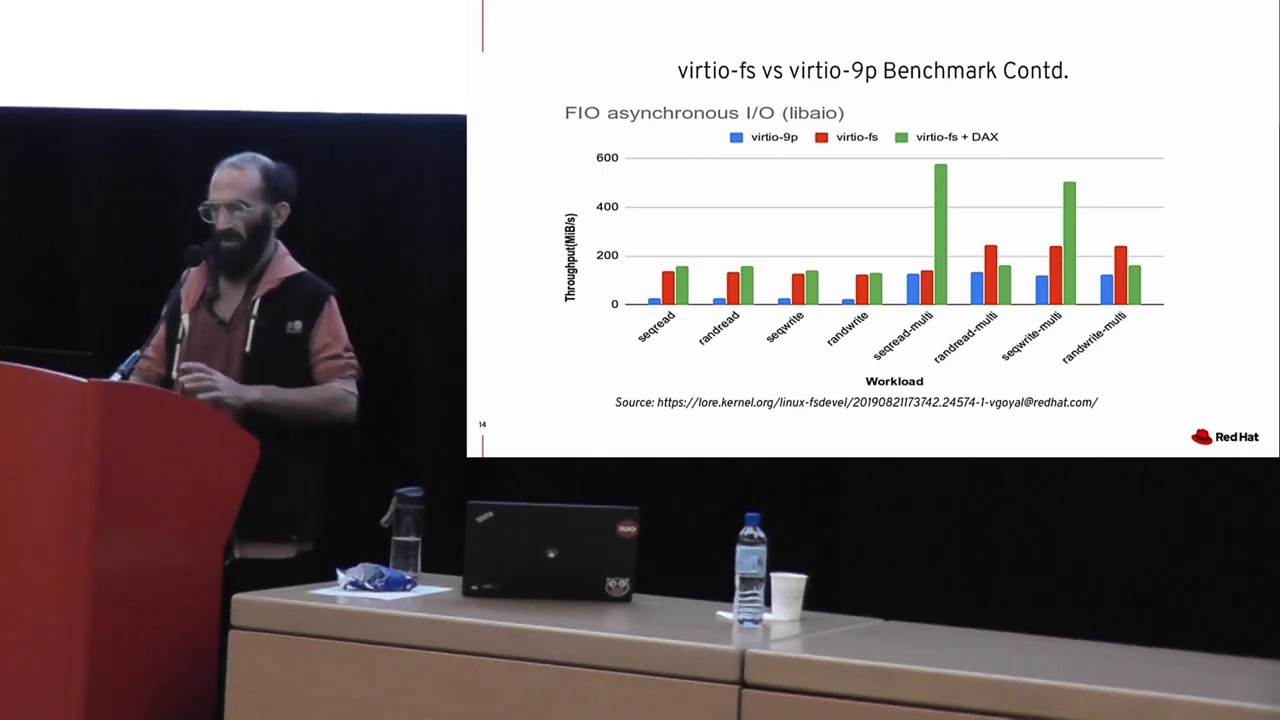 virtio-fs vs virtio-9p Benchmark Contd.
FIO asynchronous I/O (libaio)
virtio-9p virtio-fs virtio-fs + DAX
600
400
200
0
Throughput(MiB/s)
seqread randread seqwrite randwrite seqread-multi randread-multi seqwrite-multi randwrite-multi
Workload
Source: https://lore.kernel.org/linux-fsdevel/20190821173742.24574-1-vgoyal@redhat.com/
14
Red Hat